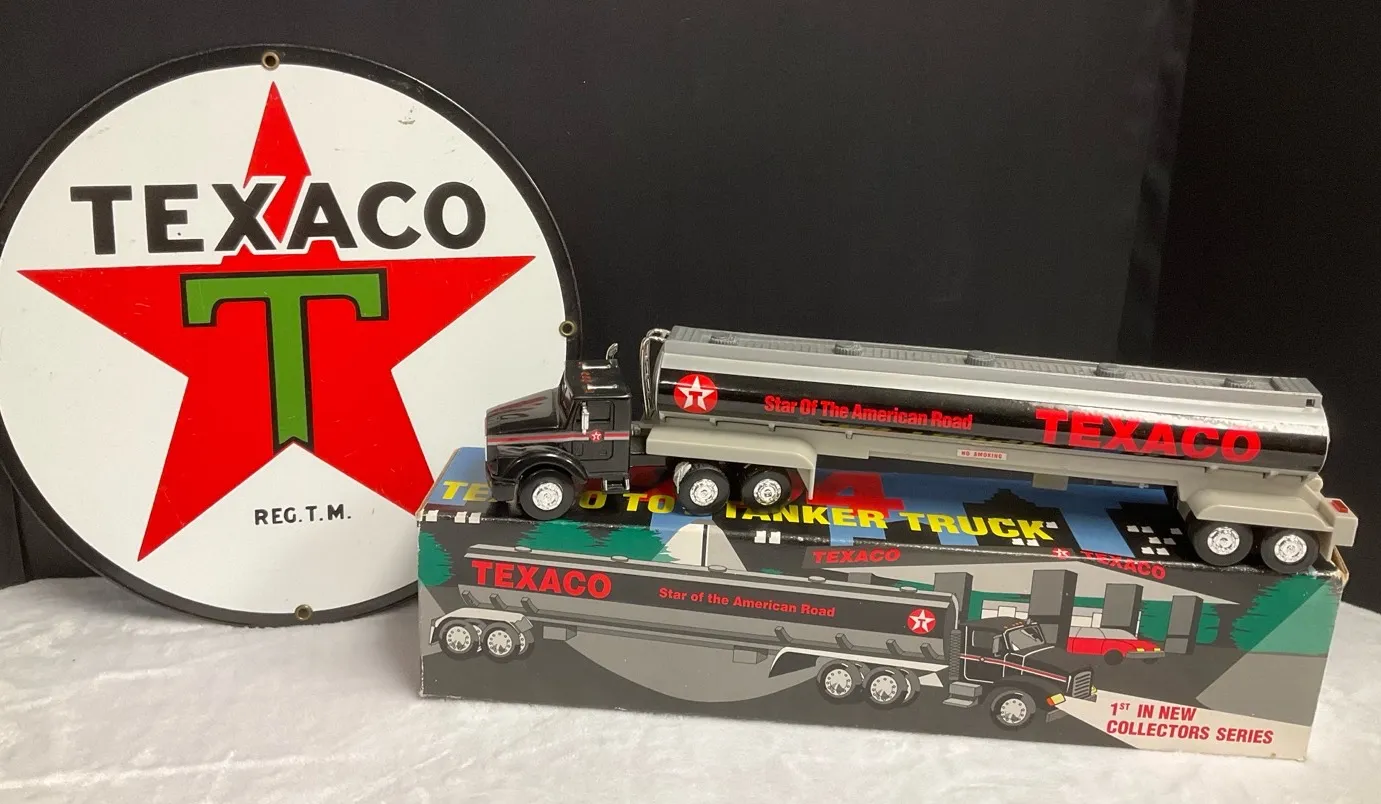 TEXACO
T
REG. T.M.
Star Of The American Road
TEXACO
NO SMOKING
TANKER TRUCK
TEXACO
TEXACO
TEXACO
Star of the American Road
1ST IN NEW
COLLECTORS SERIES